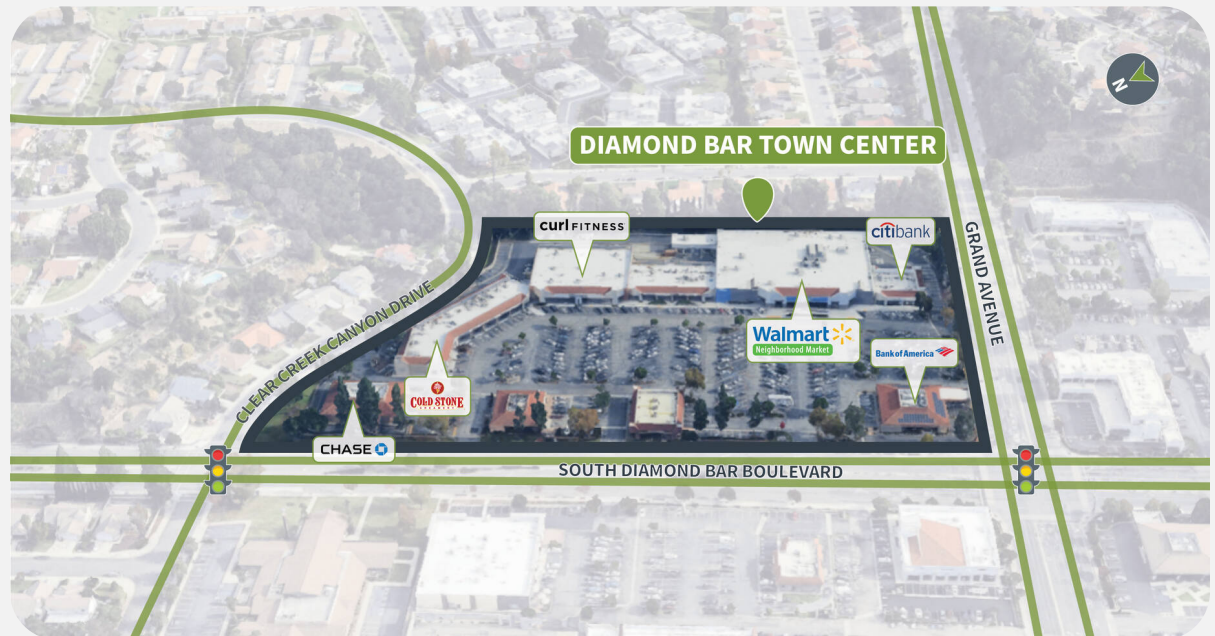 N
DIAMOND BAR TOWN CENTER
curl FITNESS
citibank
GRAND AVENUE
Walmart
Neighborhood Market
Bank of America
CLEAR CREEK CANYON DRIVE
COLD STONE
CREAMERY
CHASE
SOUTH DIAMOND BAR BOULEVARD